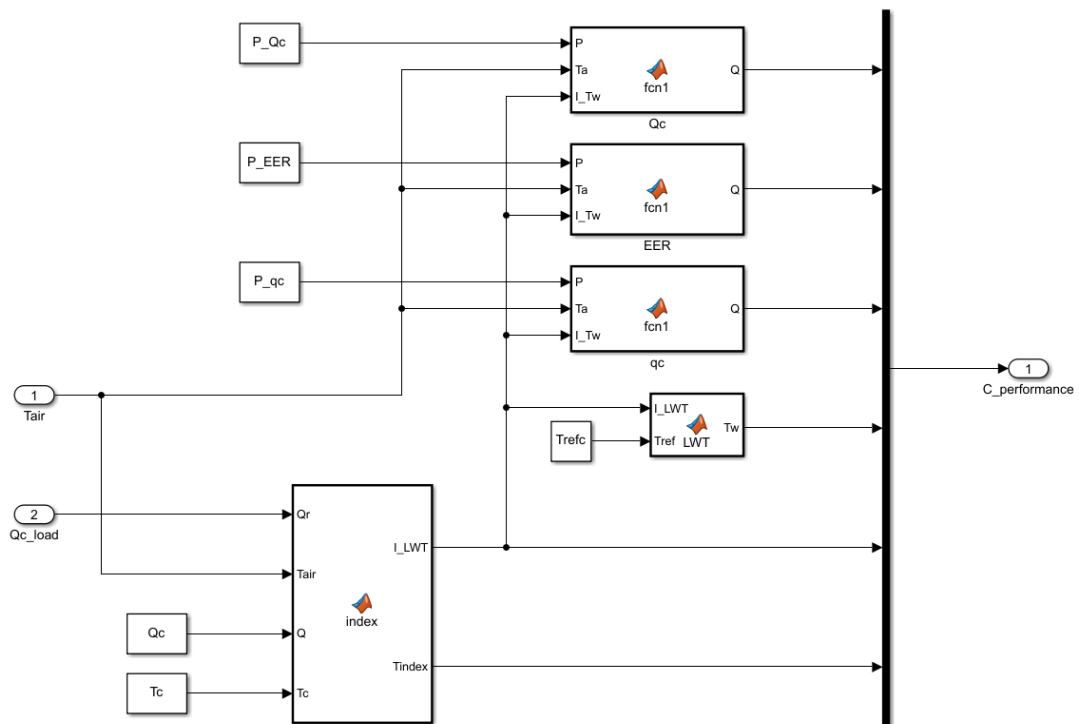 P_Qc
P
Ta
I_Tw
fcn1
Q
Qc
P_EER
P
Ta
I_Tw
fcn1
Q
EER
P_qc
P
Ta
I_Tw
fcn1
Q
qc
1
Tair
I_LWT
Tref
LWT
Tw
Trefc
1
C_performance
2
Qc_load
Qr
Tair
Q
Tc
index
I_LWT
Tindex
Qc
Tc